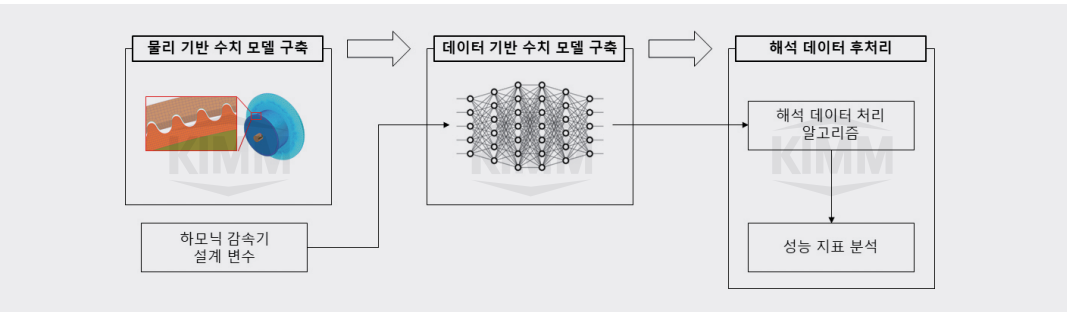 물리 기반 수치 모델 구축
데이터 기반 수치 모델 구축
해석 데이터 후처리
KIMM
하모닉 감속기
설계 변수
KIMM
해석 데이터 처리
알고리즘
KIMM
성능 지표 분석